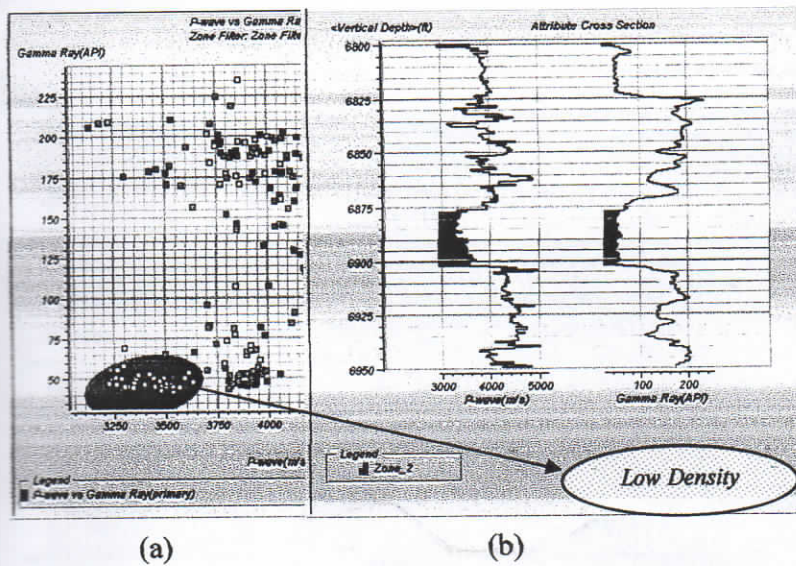 P-wave vs Gamma Ra
Zone Filter: Zone Filte
Gamma Ray(API)
225
200
175
150
125
100
75
50
3250
3500
3750
4000
P-wave(m/s
Legend
P-wave vs Gamma Ray(primary)
(a)
<Vertical Depth>(ft)
Attribute Cross Section
6800
6825
6850
6875
6900
6925
6950
3000
4000
5000
P-wave(m/s)
100
200
Gamma Ray(API)
Legend
Zone_2
Low Density
(b)